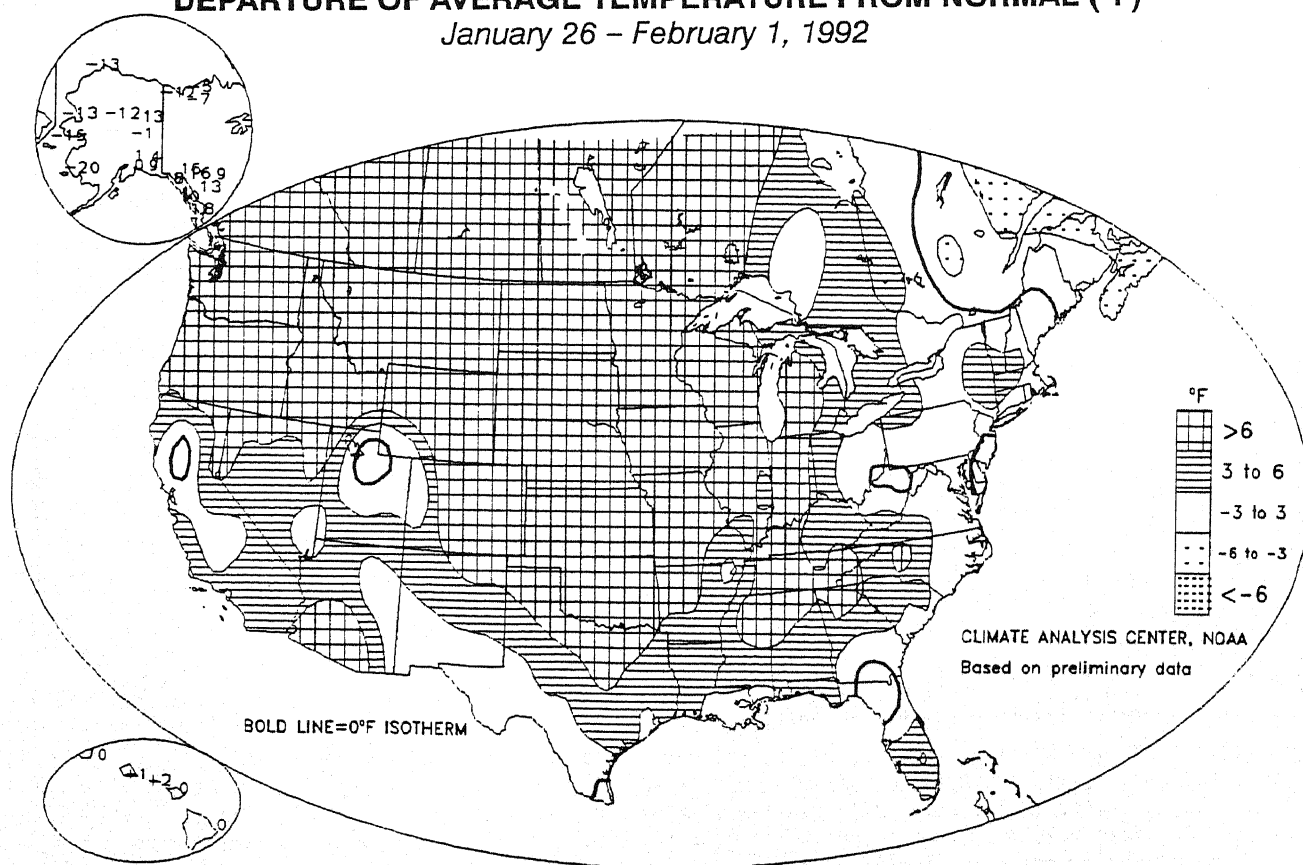 DEPARTURE OF AVERAGE TEMPERATURE FROM NORMAL (°F)
January 26 – February 1, 1992
-13
-13 -12 13
-7
-1
-20
13
°F
>6
3 to 6
-3 to 3
-6 to -3
<-6
CLIMATE ANALYSIS CENTER, NOAA
Based on preliminary data
BOLD LINE=0°F ISOTHERM
0
+1 +2 0
0